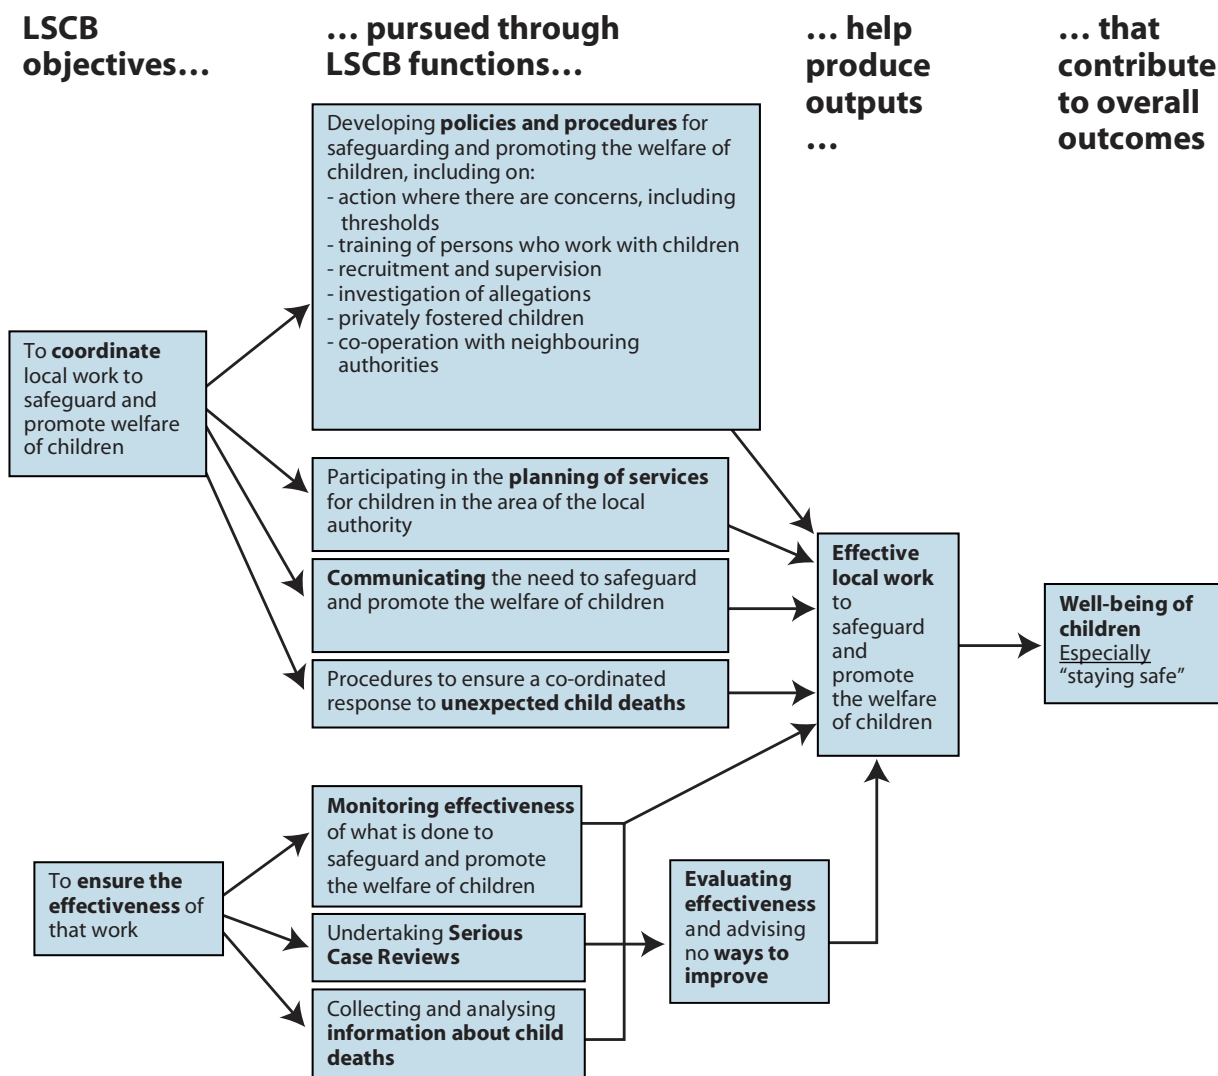 LSCB
objectives…
… pursued through
LSCB functions…
… help
produce
outputs
…
… that
contribute
to overall
outcomes
Developing policies and procedures for
safeguarding and promoting the welfare of
children, including on:
- action where there are concerns, including
thresholds
- training of persons who work with children
- recruitment and supervision
- investigation of allegations
- privately fostered children
- co-operation with neighbouring
authorities
To coordinate
local work to
safeguard and
promote welfare
of children
Participating in the planning of services
for children in the area of the local
authority
Communicating the need to safeguard
and promote the welfare of children
Procedures to ensure a co-ordinated
response to unexpected child deaths
Effective
local work
to
safeguard
and
promote
the welfare
of children
Well-being of
children
Especially
“staying safe”
To ensure the
effectiveness of
that work
Monitoring effectiveness
of what is done to
safeguard and promote
the welfare of children
Undertaking Serious
Case Reviews
Collecting and analysing
information about child
deaths
Evaluating
effectiveness
and advising
no ways to
improve